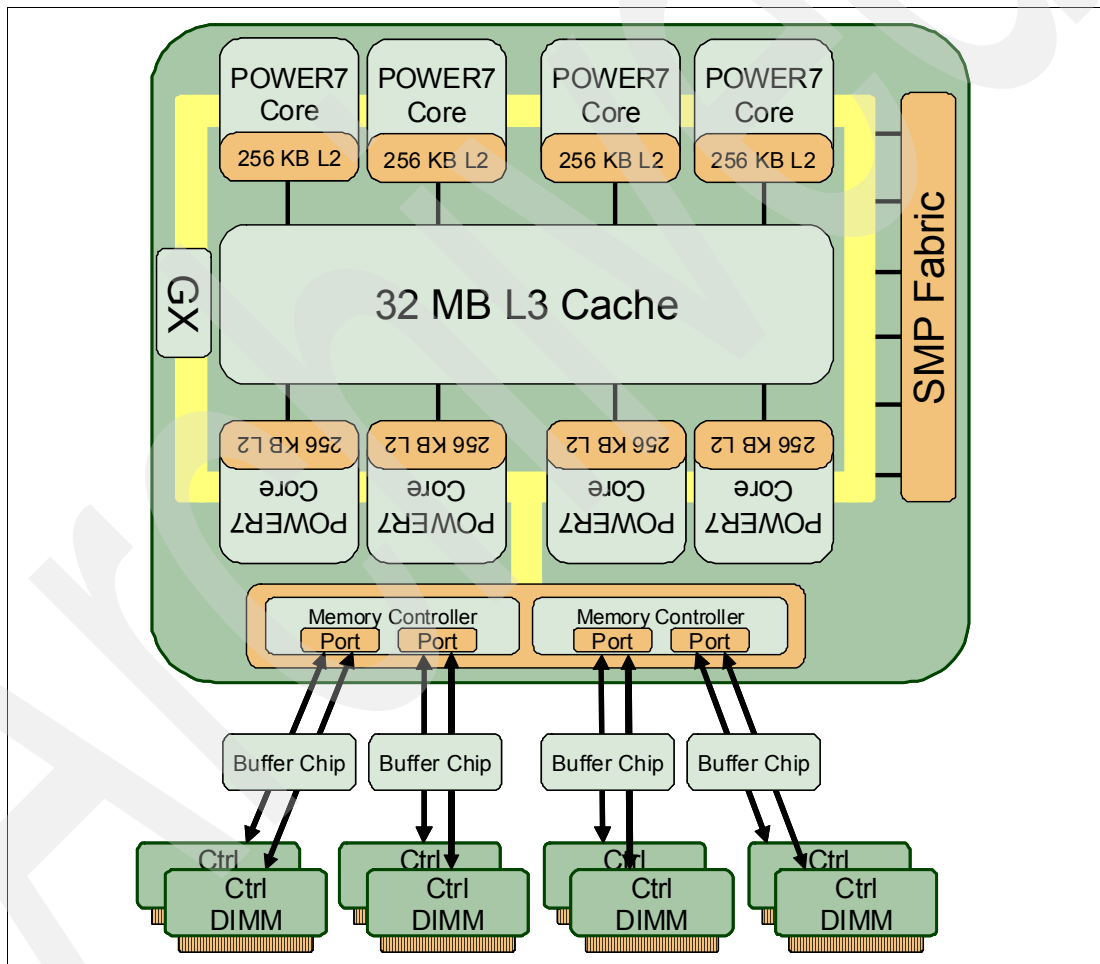 POWER7 Core
256 KB L2
POWER7 Core
256 KB L2
POWER7 Core
256 KB L2
POWER7 Core
256 KB L2
GX
32 MB L3 Cache
SMP Fabric
256 KB L2
POWER7 Core
256 KB L2
POWER7 Core
256 KB L2
POWER7 Core
256 KB L2
POWER7 Core
Memory Controller
Port
Port
Memory Controller
Port
Port
Buffer Chip
Buffer Chip
Buffer Chip
Buffer Chip
Ctrl
Ctrl
DIMM
Ctrl
Ctrl
DIMM
Ctrl
Ctrl
DIMM
Ctrl
Ctrl
DIMM